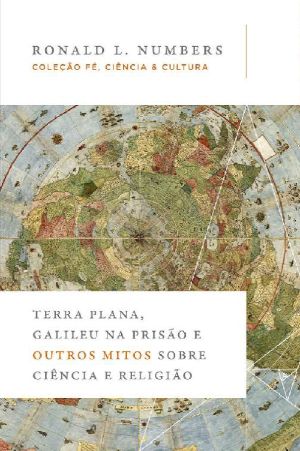 RONALD L. NUMBERS
COLEÇÃO FÉ, CIÊNCIA & CULTURA
TERRA PLANA,
GALILEU NA PRISÃO E
OUTROS MITOS SOBRE
CIÊNCIA E RELIGIÃO